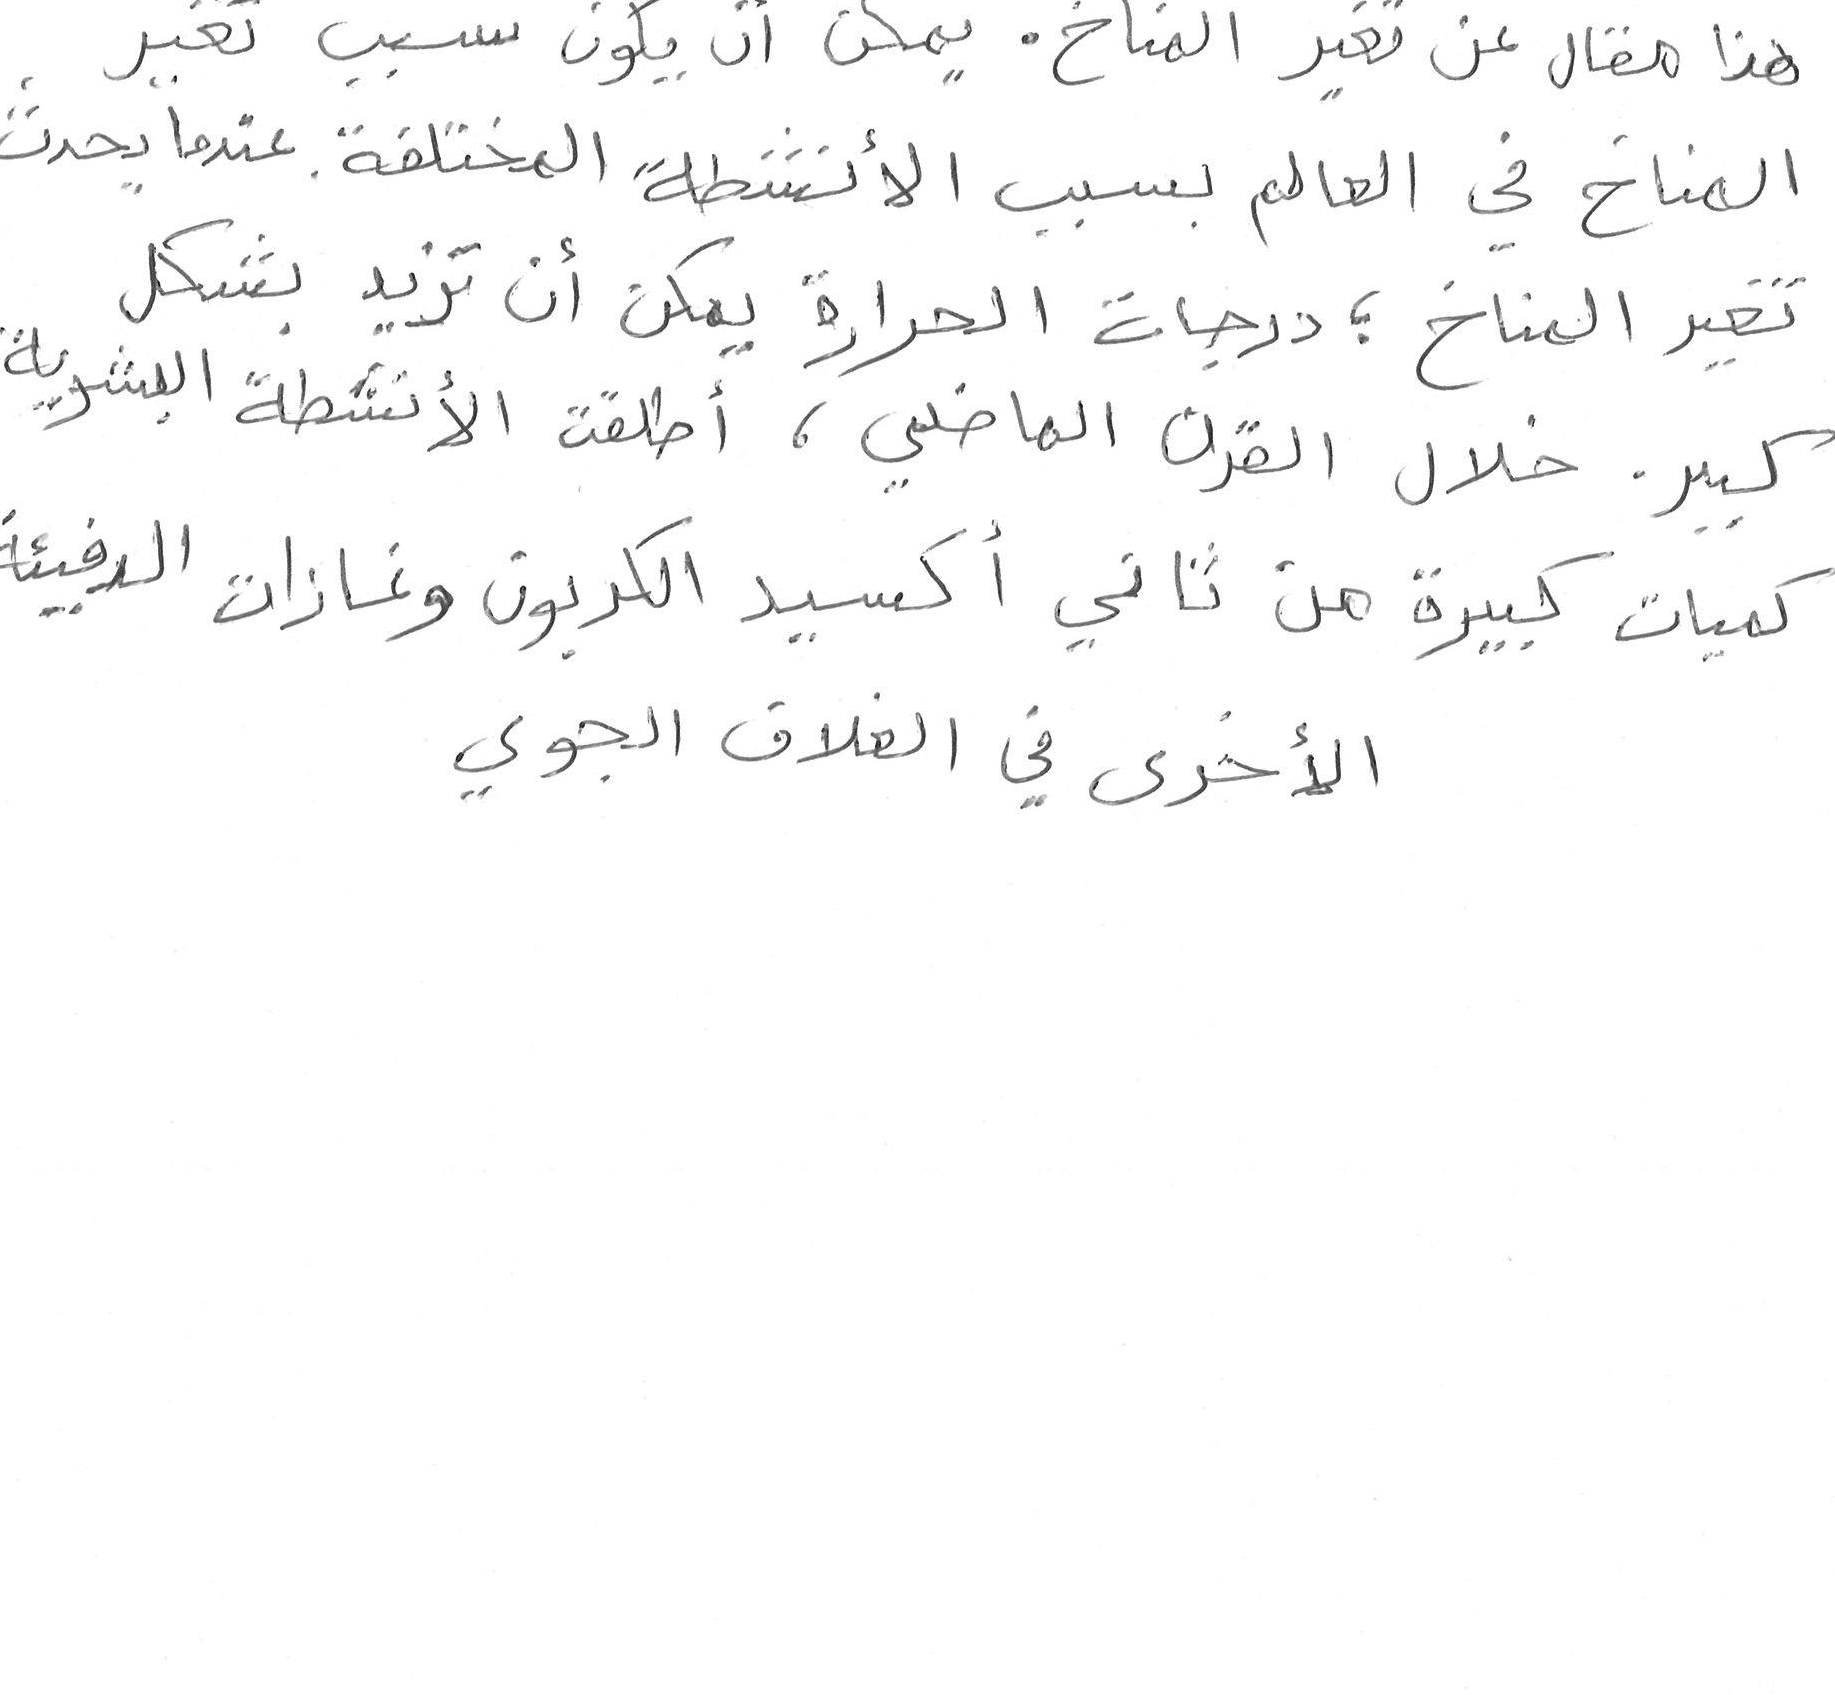 هذا مقال عن تغير المناخ. يمكن أن يكون سبب تغير
المناخ في العالم بسبب الأنشطة المختلفة. عندما يحدث
تغير المناخ ؛ درجات الحرارة يمكن أن تزيد بشكل
كبير. خلال القرن الماضي ، أطلقت الأنشطة البشرية
كميات كبيرة من ثاني أكسيد الكربون وغازات الدفيئة
الأخرى في الغلاف الجوي